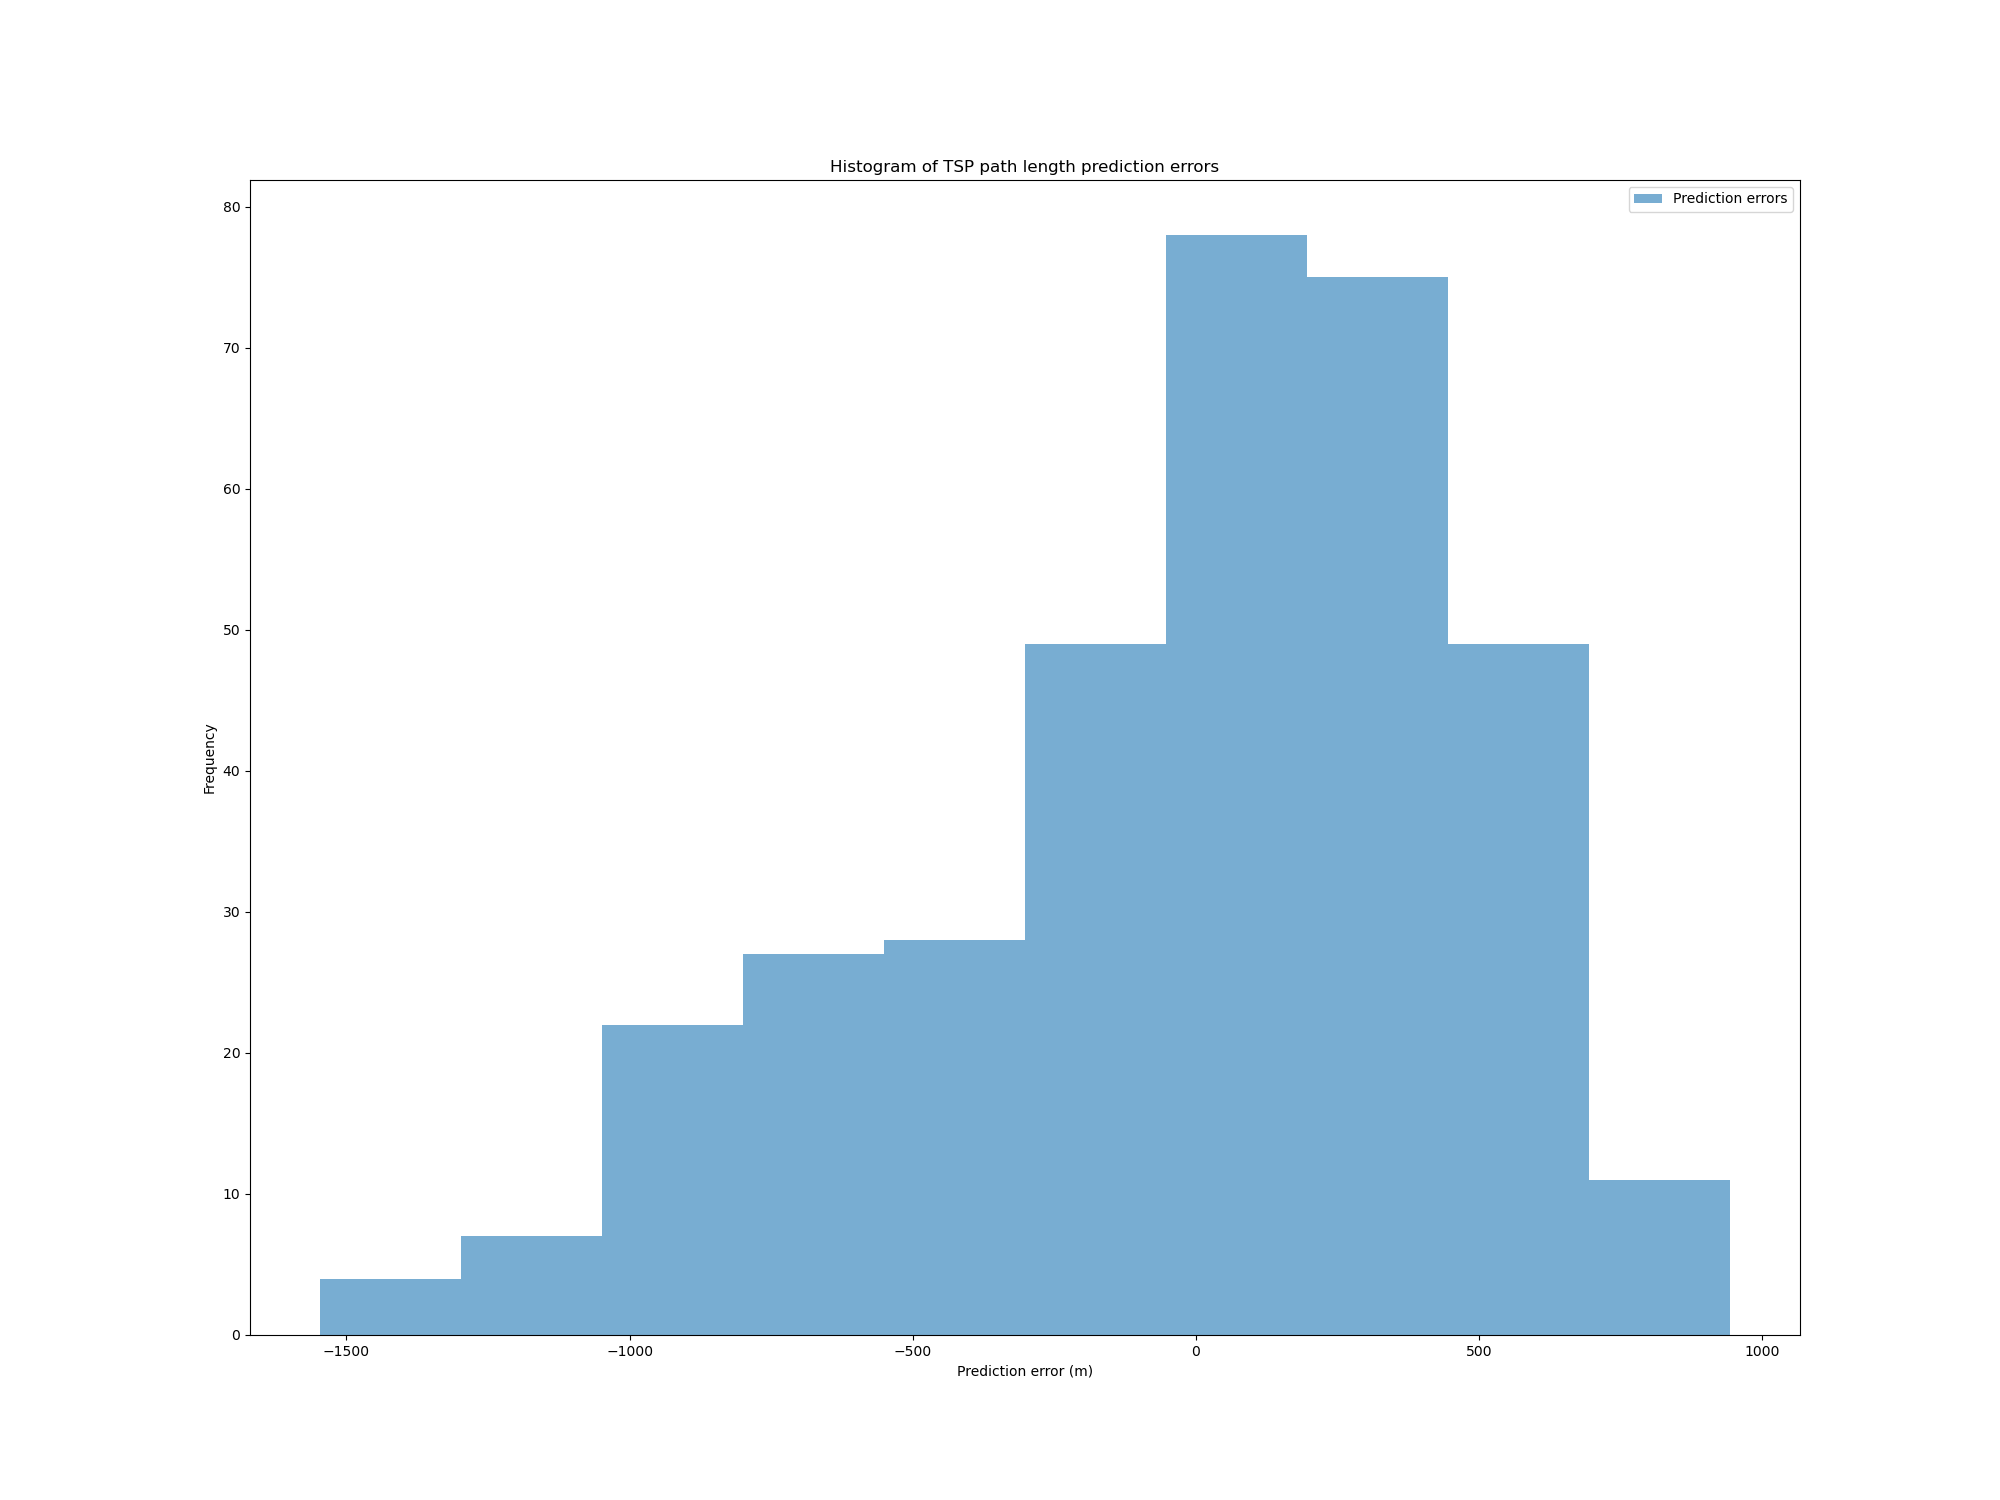 Histogram of TSP path length prediction errors
Prediction errors
80
70
60
50
40
30
20
10
0
Frequency
−1500 −1000 −500 0 500 1000
Prediction error (m)